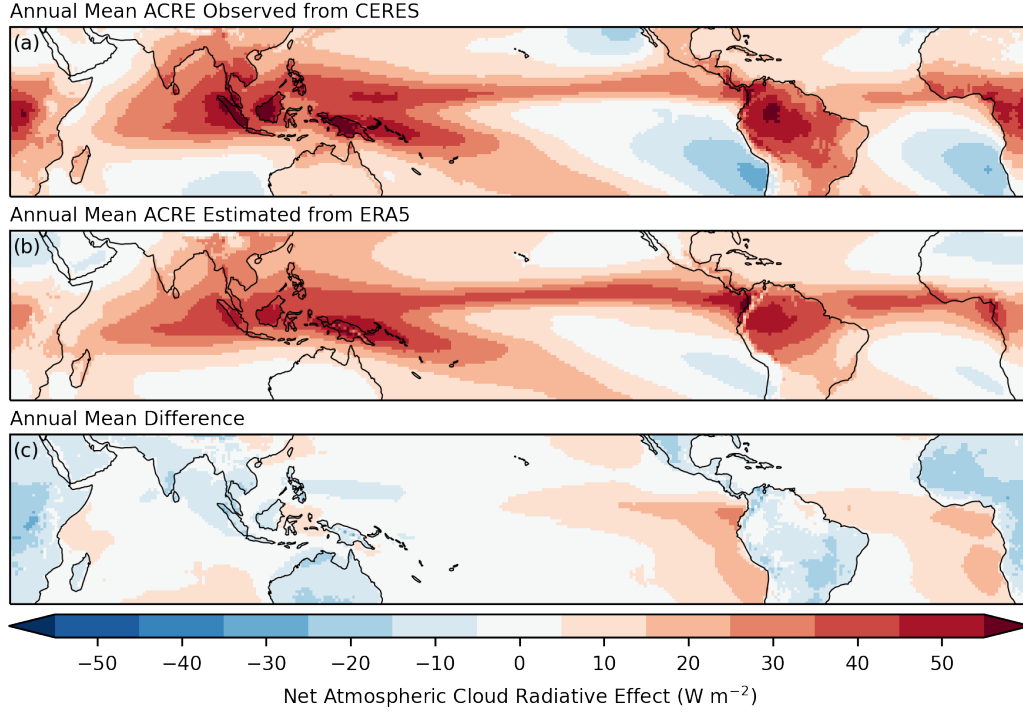 Annual Mean ACRE Observed from CERES
(a)
Annual Mean ACRE Estimated from ERA5
(b)
Annual Mean Difference
(c)
−50 −40 −30 −20 −10 0 10 20 30 40 50
Net Atmospheric Cloud Radiative Effect (W m⁻²)